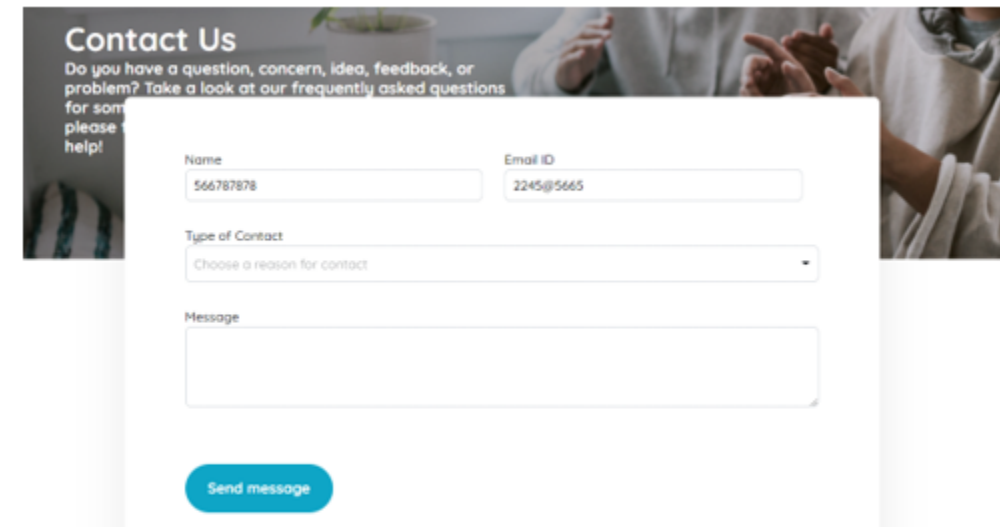 Contact Us
Do you have a question, concern, idea, feedback, or
problem? Take a look at our frequently asked questions
for som
please
help!
Name
Email ID
566787878
2245@5665
Type of Contact
Choose a reason for contact
Message
Send message